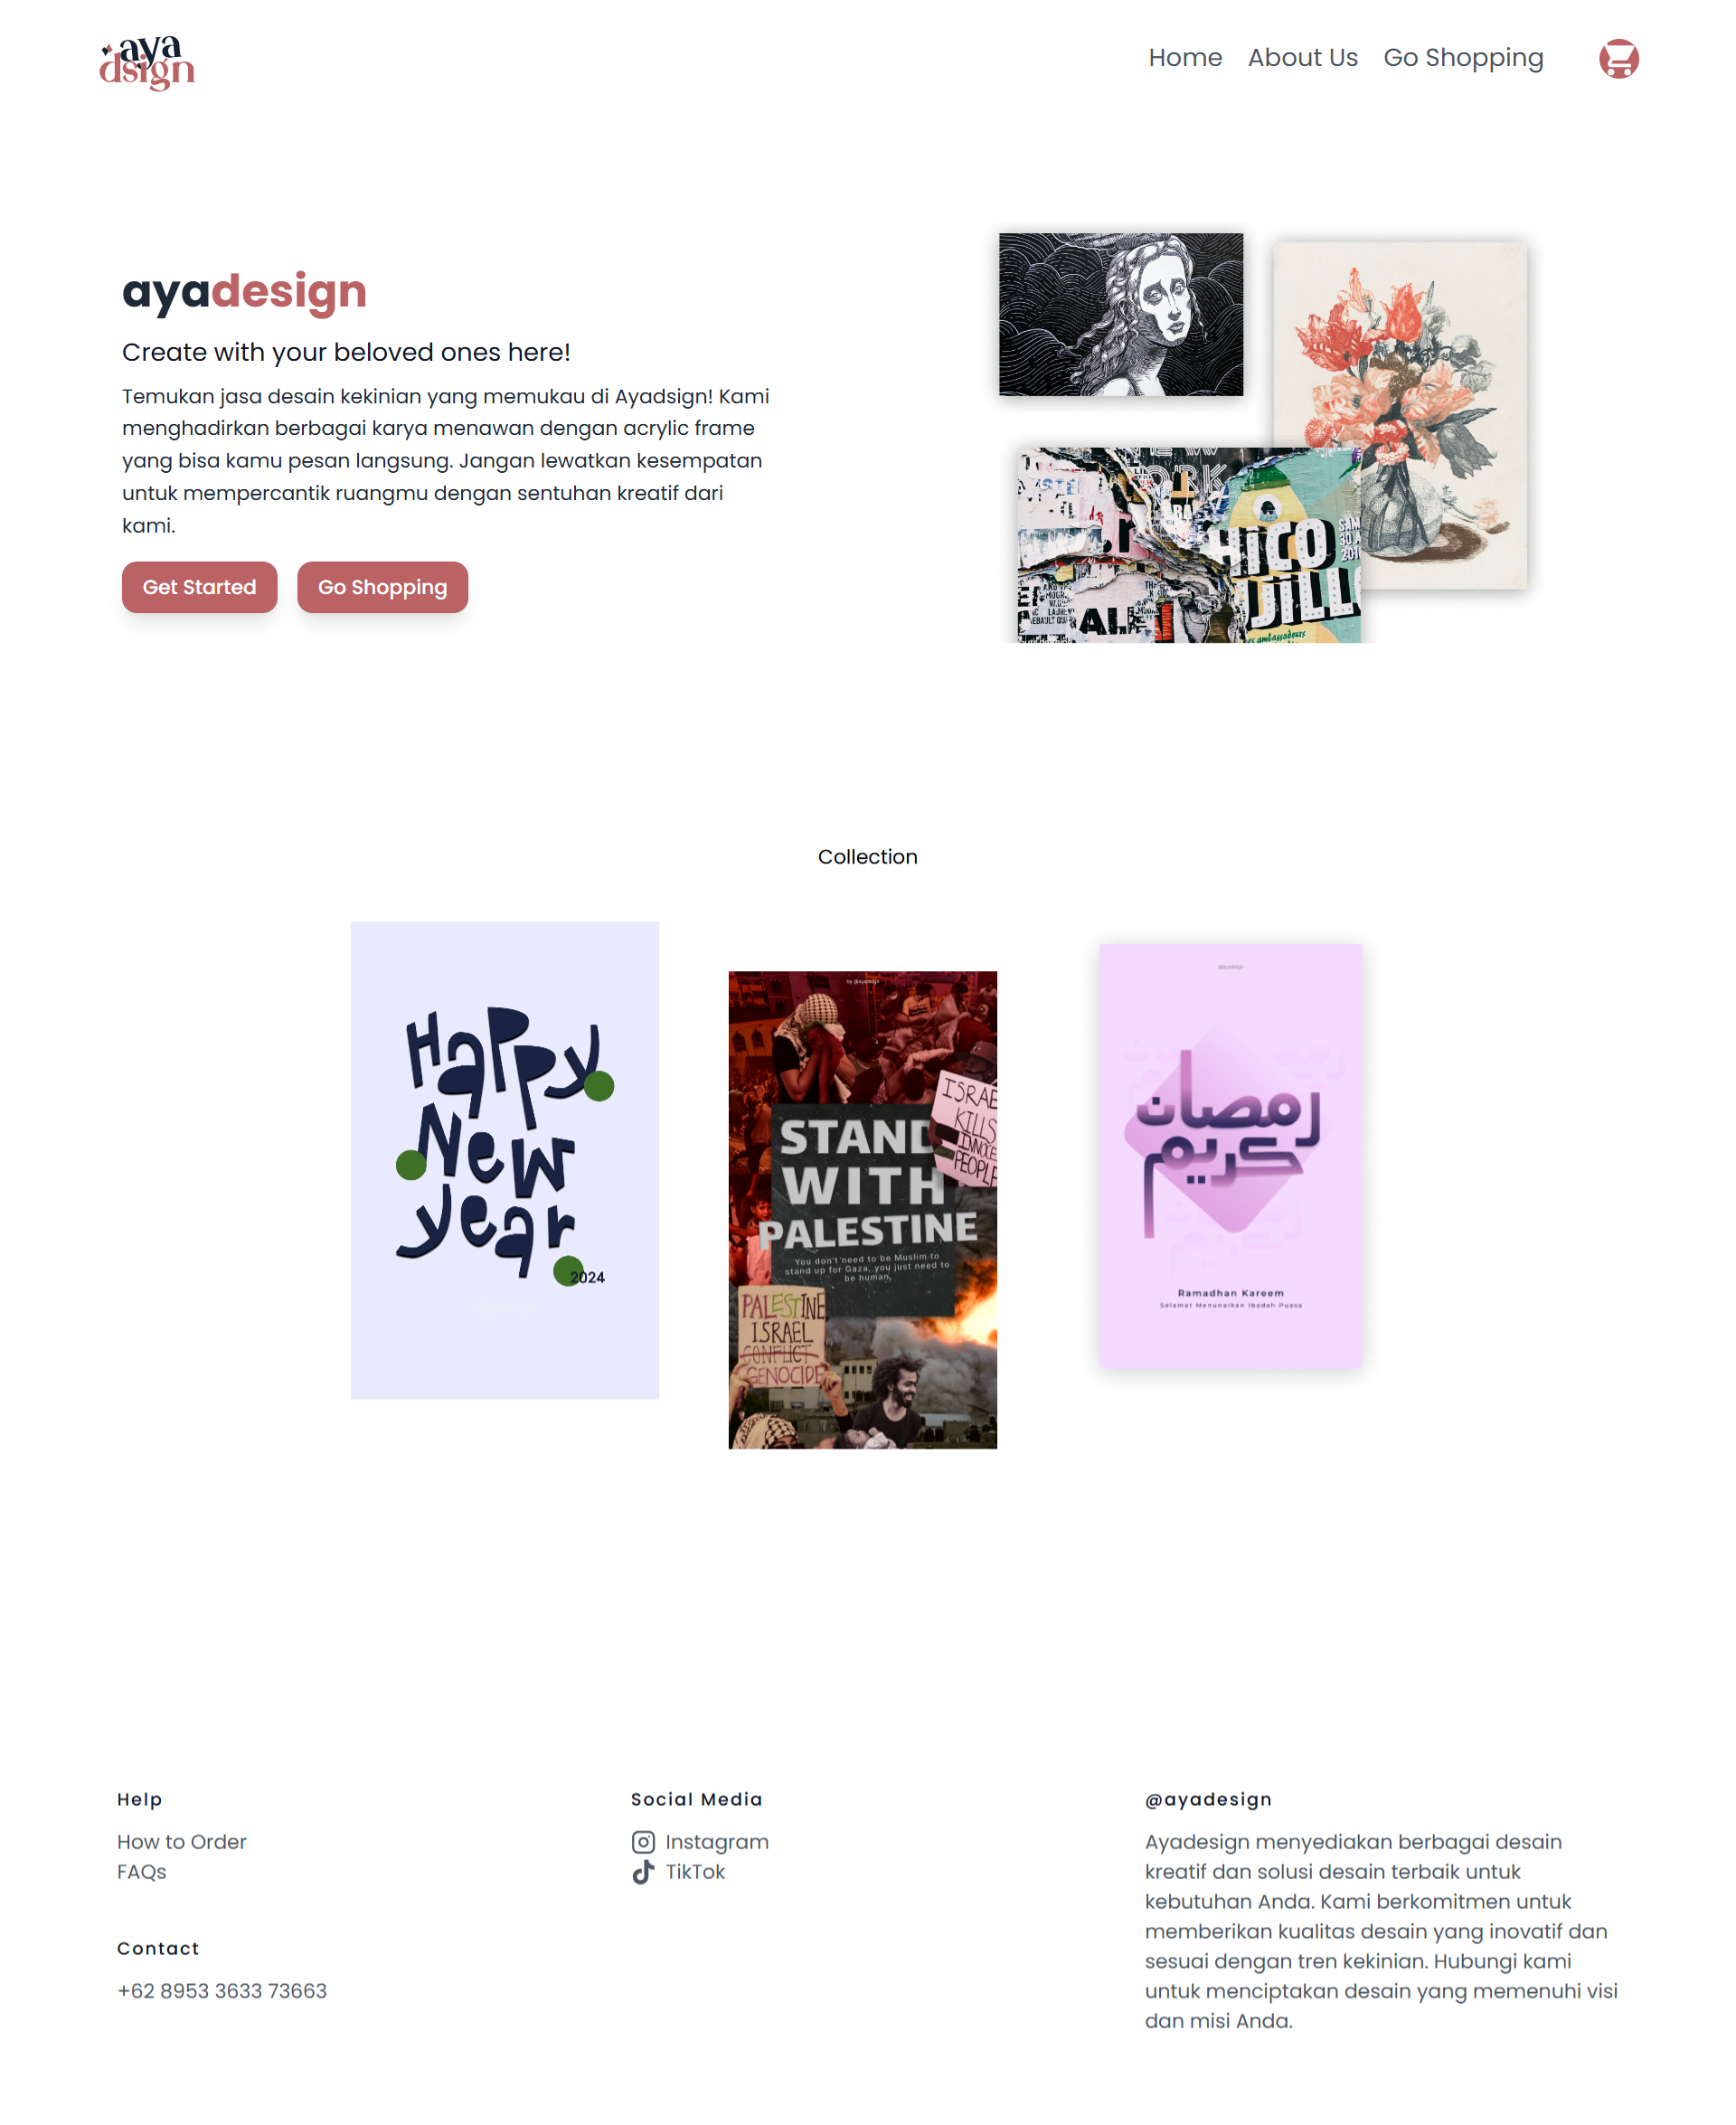 aya
dsign
Home About Us Go Shopping
ayadesign
Create with your beloved ones here!
Temukan jasa desain kekinian yang memukau di Ayadsign! Kami
menghadirkan berbagai karya menawan dengan acrylic frame
yang bisa kamu pesan langsung. Jangan lewatkan kesempatan
untuk mempercantik ruangmu dengan sentuhan kreatif dari
kami.
Get Started Go Shopping
HiCO
ALE
Collection
Happy
New
year
2024
ISRAE
KILLS
INNOCE
PEOPLE
STAND
WITH
PALESTINE
You don't need to be Muslim to
stand up for Gaza, you just need to
be human.
PALESTINE
ISRAEL
CONFLICT
GENOCIDE
رمضان
كريم
Ramadhan Kareem
Selamat Menunaikan Ibadah Puasa
Help
How to Order
FAQs
Contact
+62 8953 3633 73663
Social Media
Instagram
TikTok
@ayadesign
Ayadesign menyediakan berbagai desain
kreatif dan solusi desain terbaik untuk
kebutuhan Anda. Kami berkomitmen untuk
memberikan kualitas desain yang inovatif dan
sesuai dengan tren kekinian. Hubungi kami
untuk menciptakan desain yang memenuhi visi
dan misi Anda.